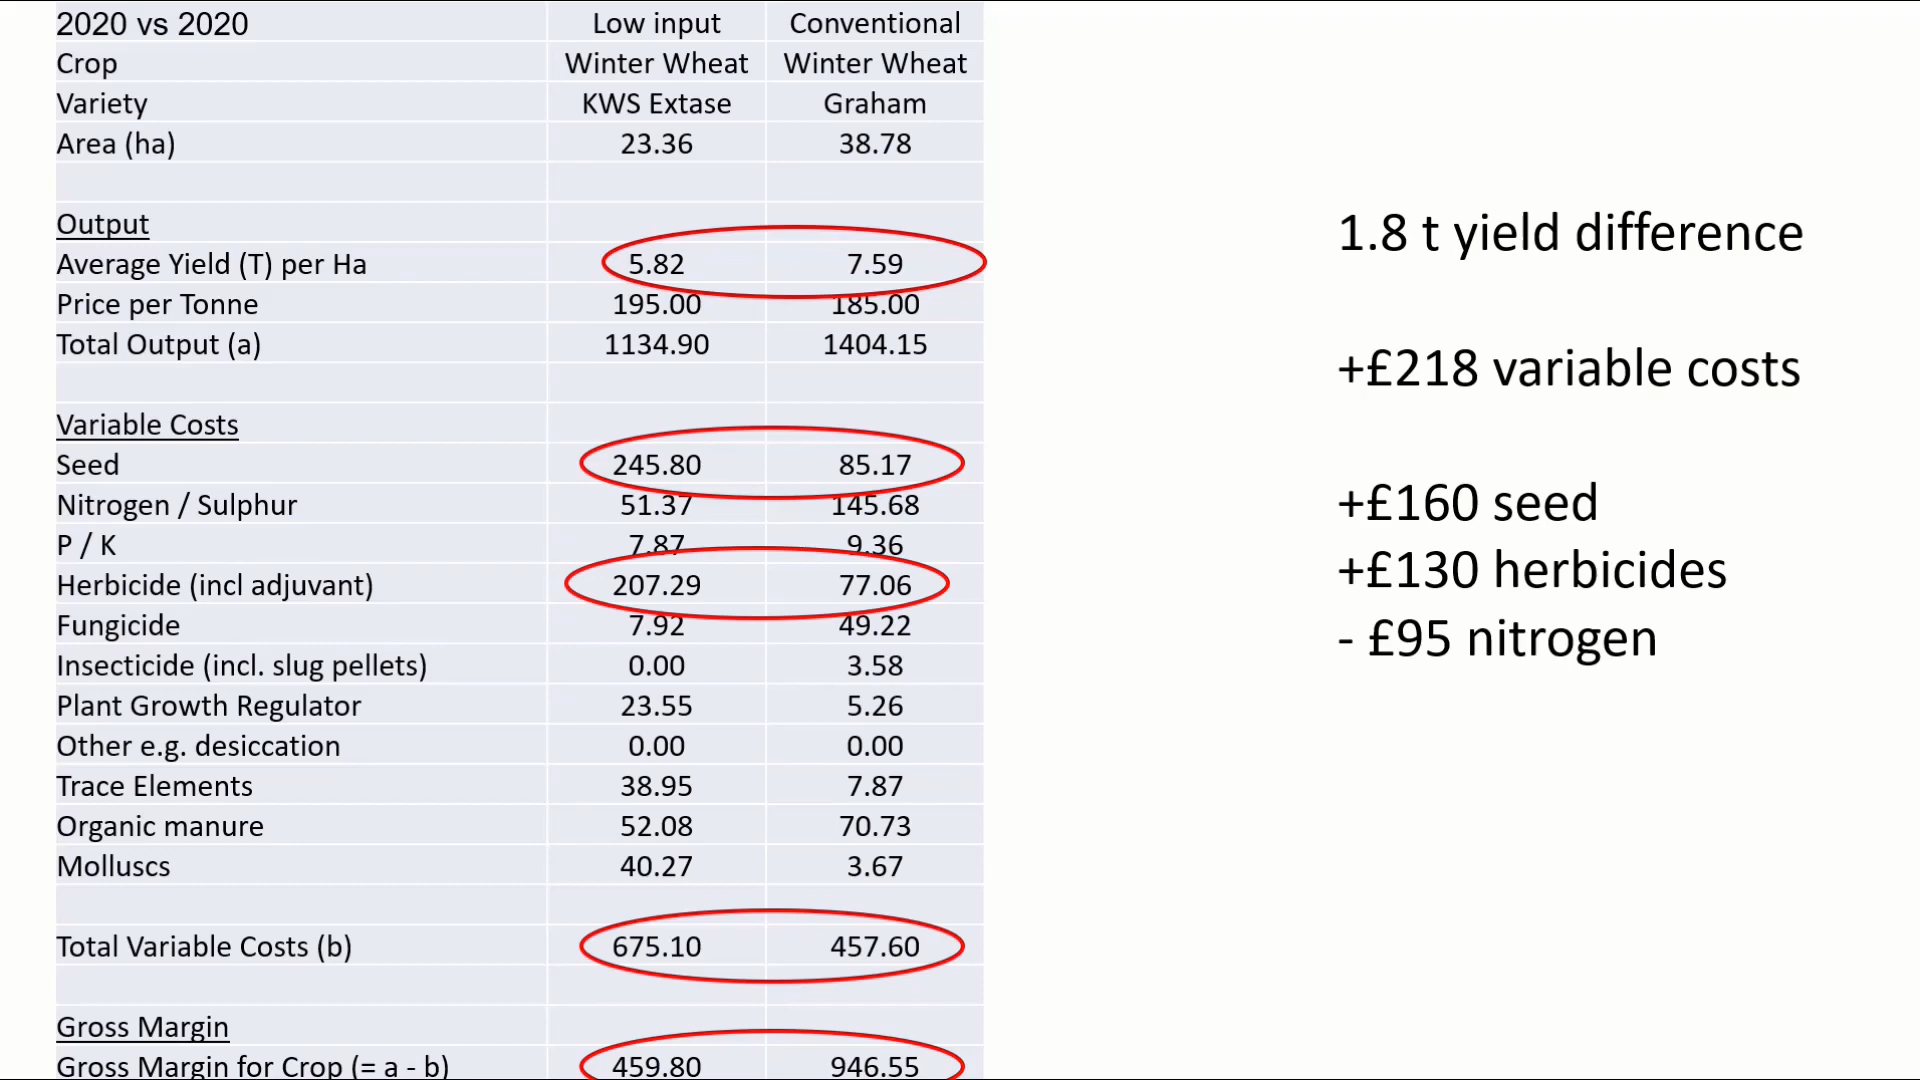 2020 vs 2020 Low input Conventional
Crop Winter Wheat Winter Wheat
Variety KWS Extase Graham
Area (ha) 23.36 38.78
Output
Average Yield (T) per Ha 5.82 7.59
Price per Tonne 195.00 185.00
Total Output (a) 1134.90 1404.15
Variable Costs
Seed 245.80 85.17
Nitrogen / Sulphur 51.37 145.68
P / K 7.87 9.36
Herbicide (incl adjuvant) 207.29 77.06
Fungicide 7.92 49.22
Insecticide (incl. slug pellets) 0.00 3.58
Plant Growth Regulator 23.55 5.26
Other e.g. desiccation 0.00 0.00
Trace Elements 38.95 7.87
Organic manure 52.08 70.73
Molluscs 40.27 3.67
Total Variable Costs (b) 675.10 457.60
Gross Margin
Gross Margin for Crop (= a - b) 459.80 946.55
1.8 t yield difference
+£218 variable costs
+£160 seed
+£130 herbicides
- £95 nitrogen